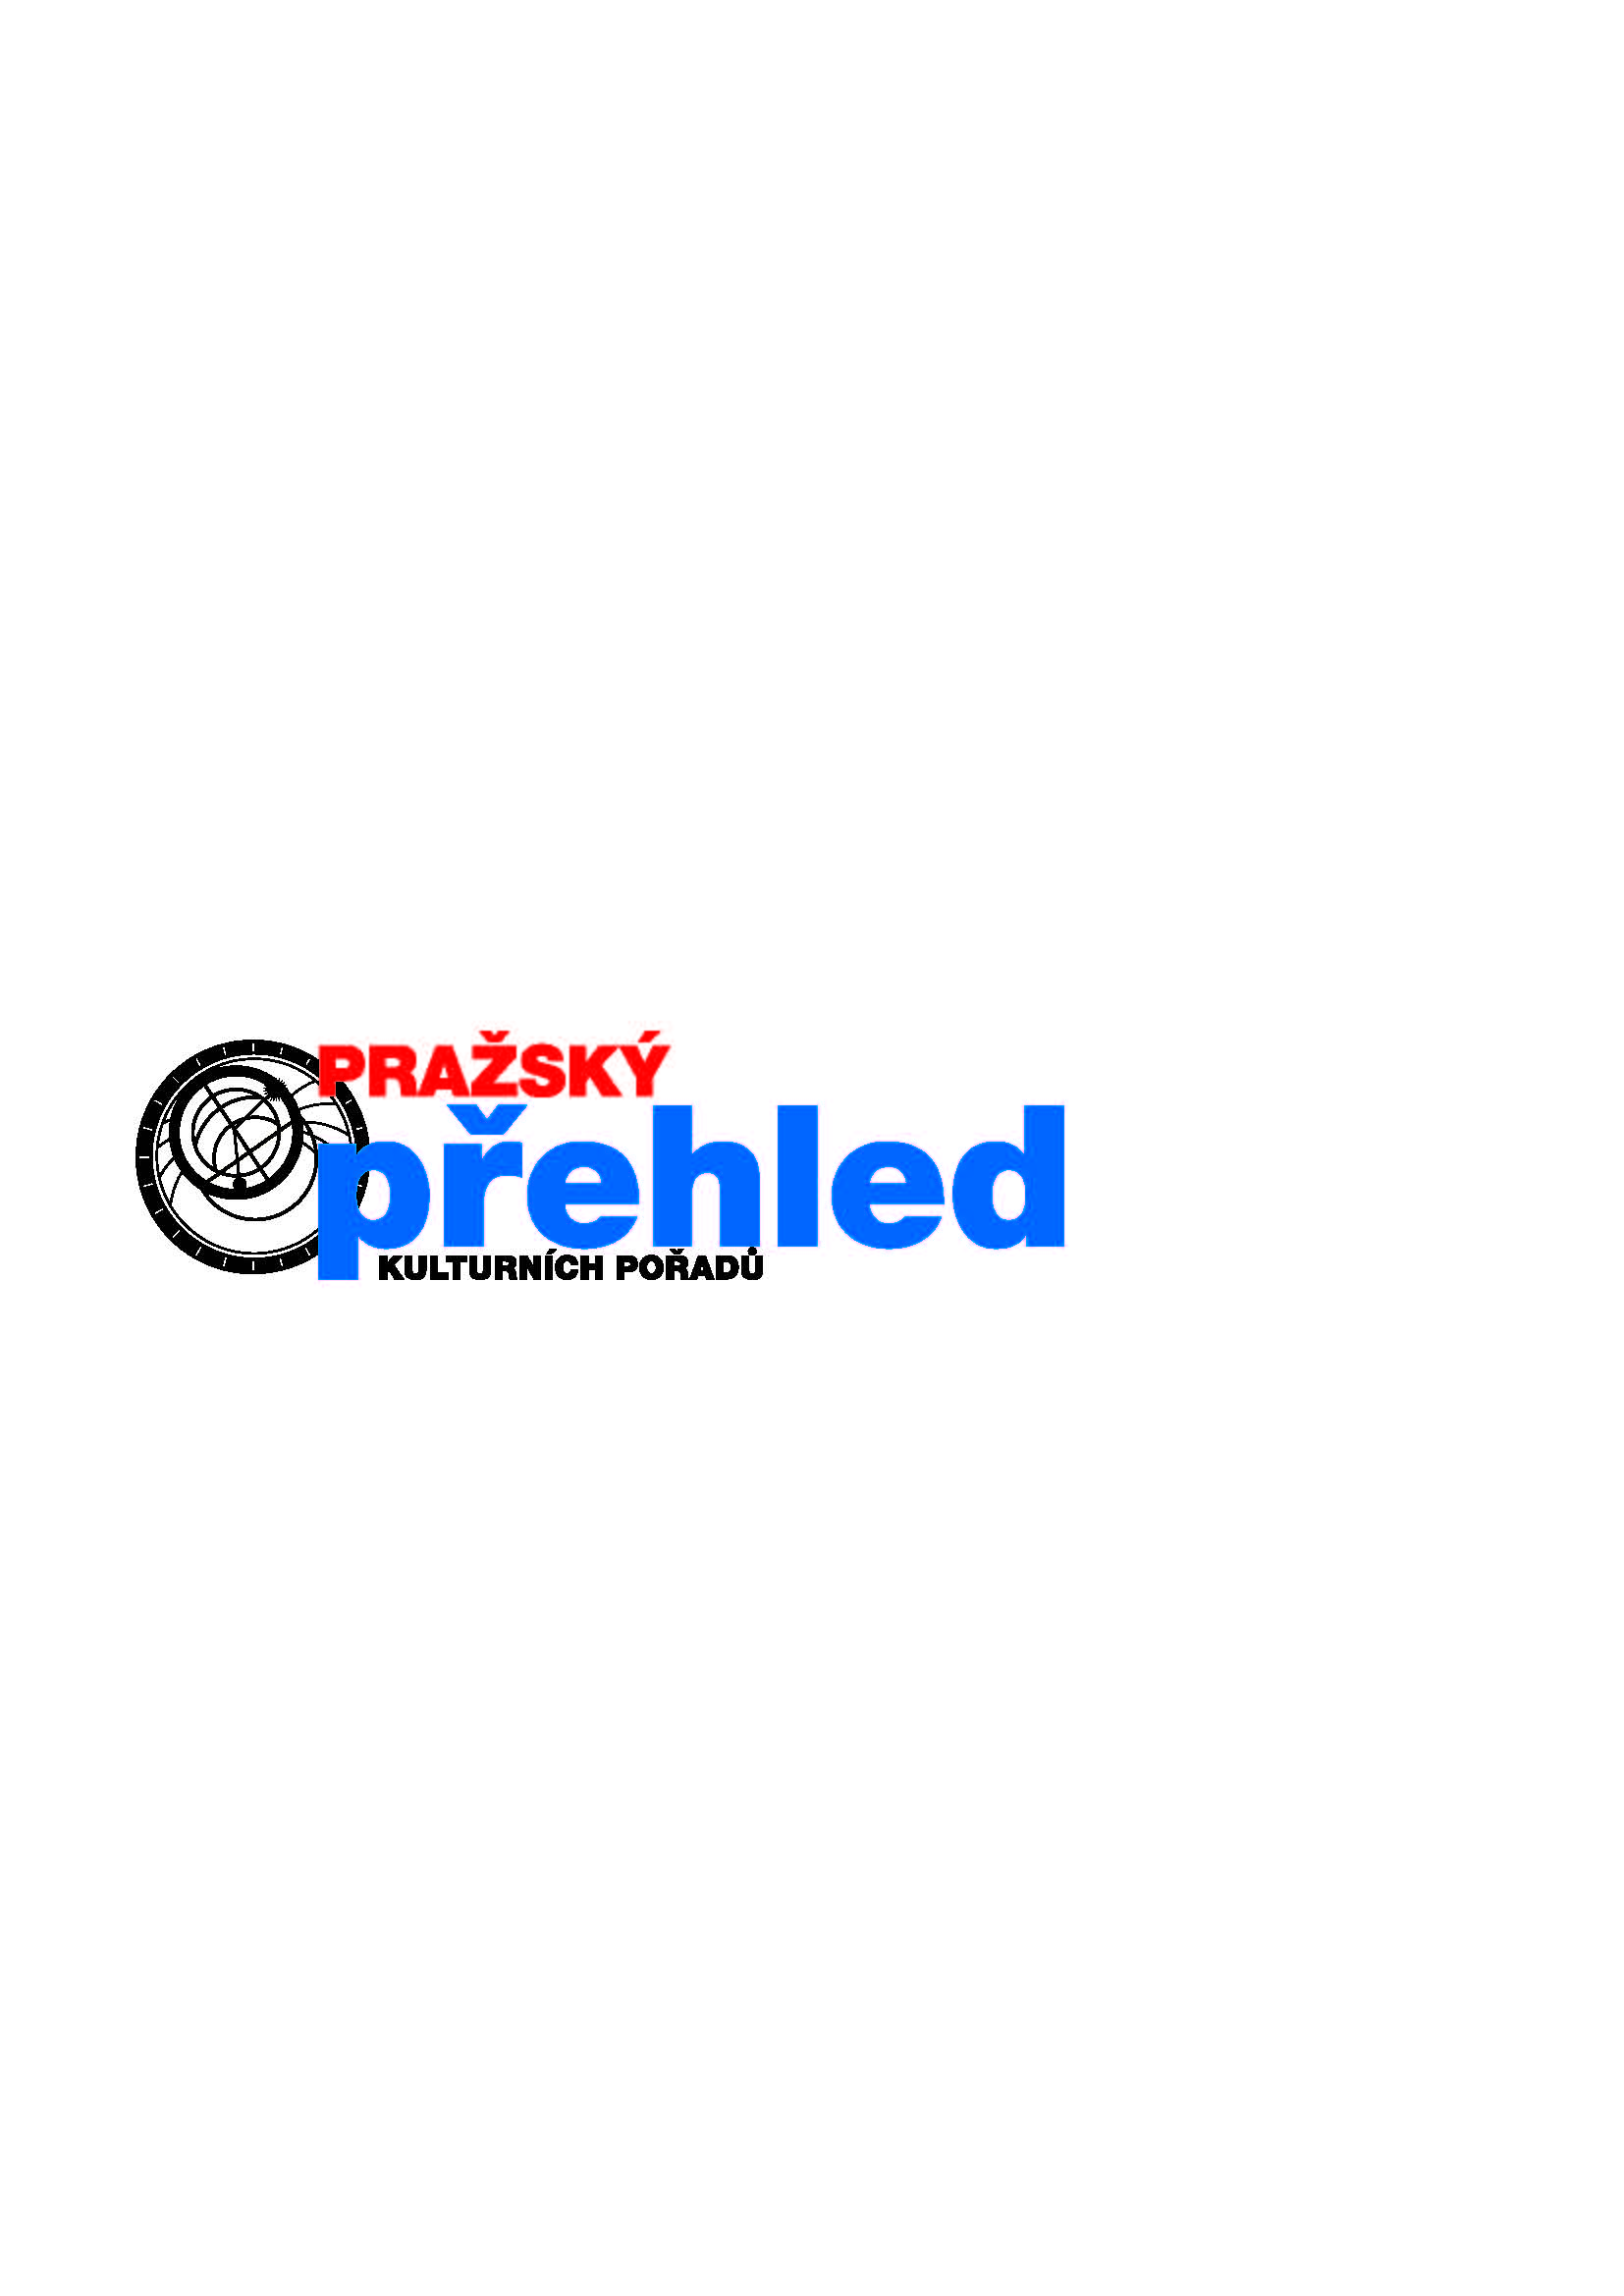 PRAŽSKÝ
přehled
KULTURNÍCH POŘADŮ